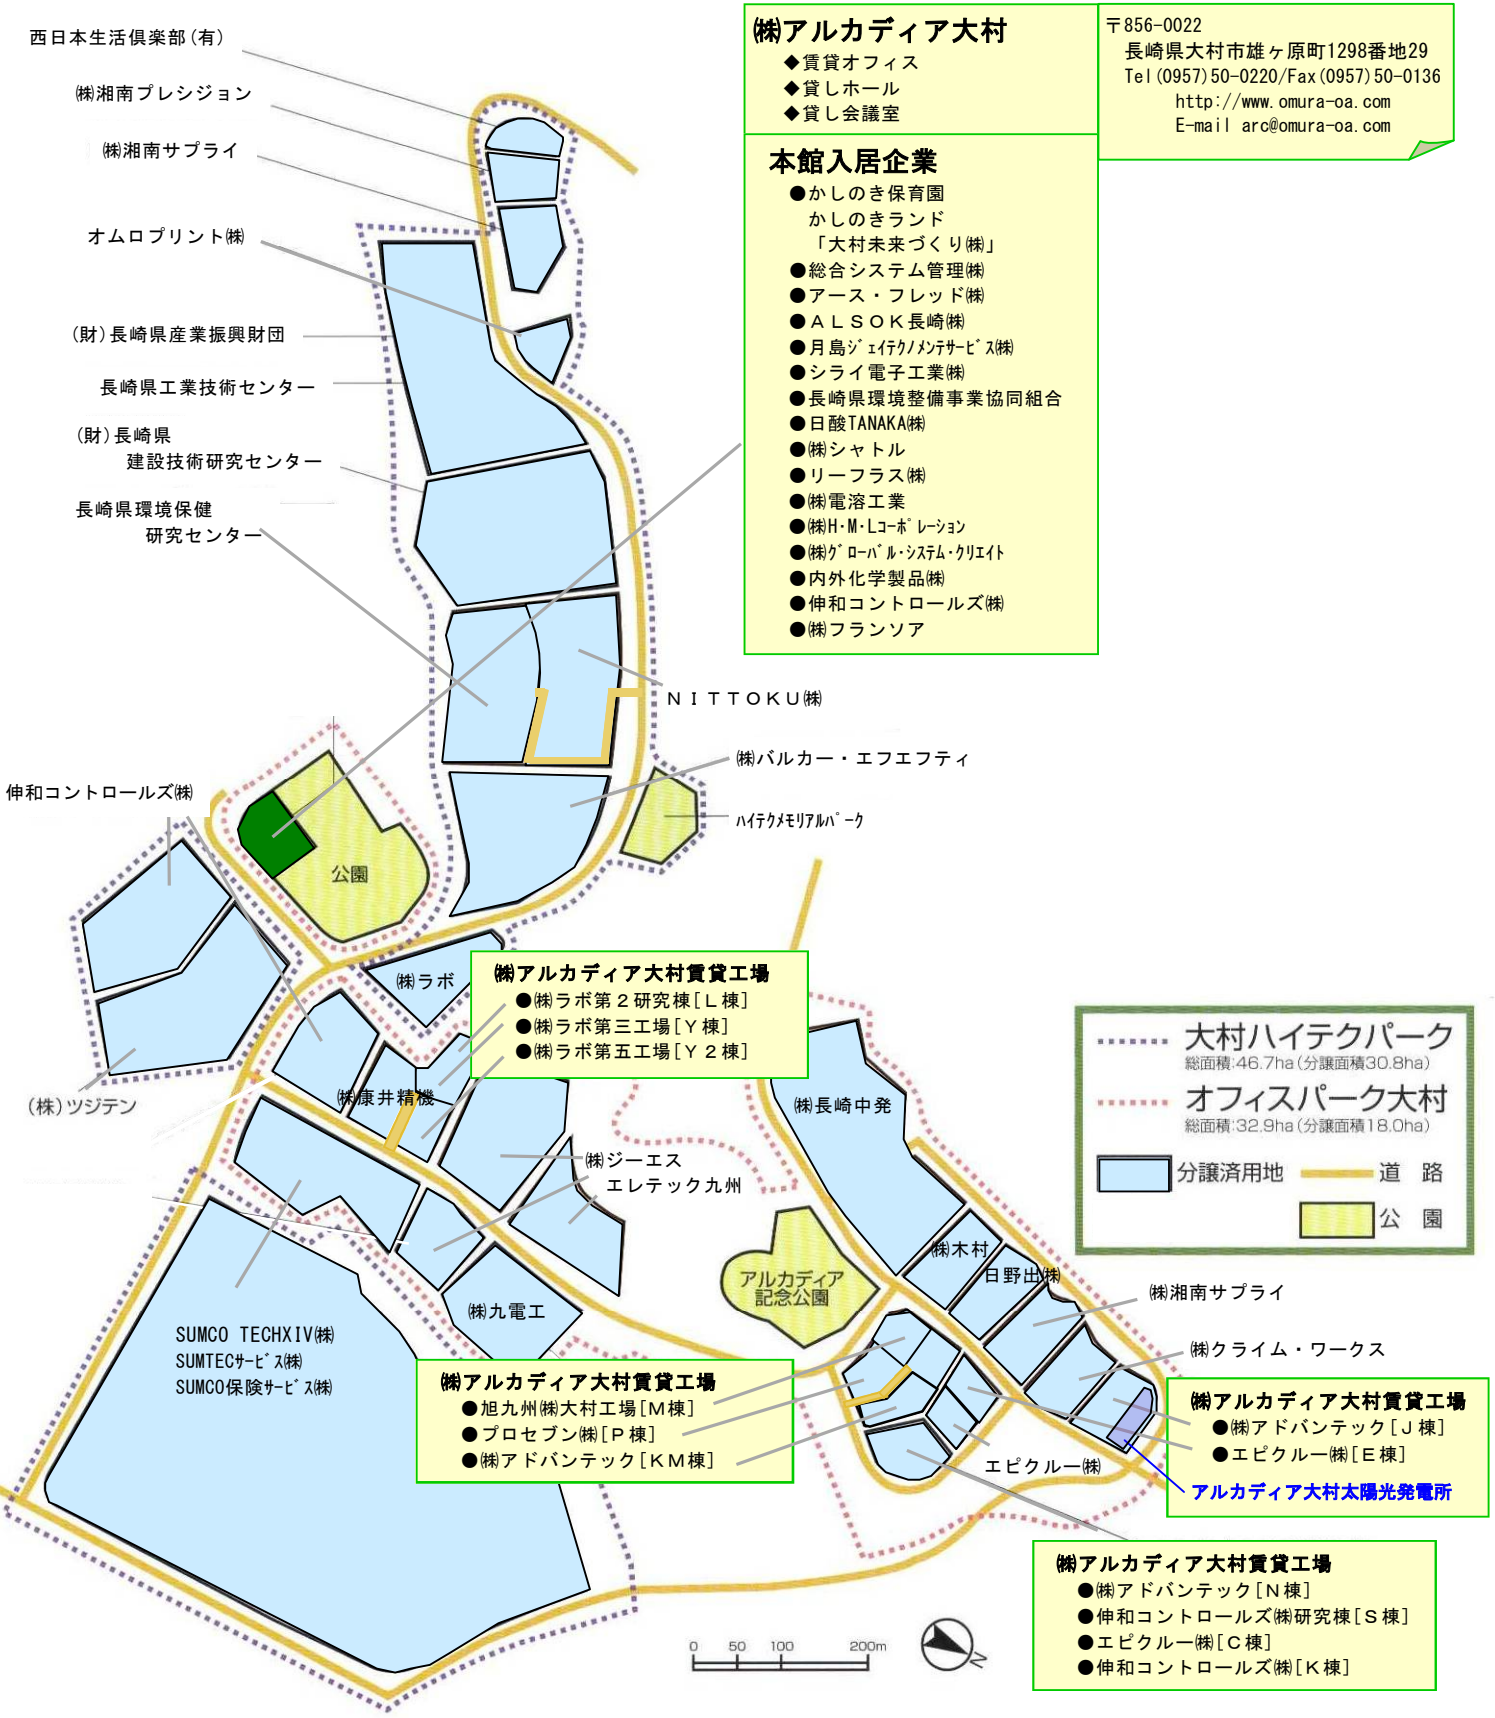 西日本生活倶楽部(有)
㈱湘南プレシジョン
㈱湘南サプライ
オムロプリント㈱
(財)長崎県産業振興財団
長崎県工業技術センター
(財)長崎県
建設技術研究センター
長崎県環境保健
研究センター
㈱アルカディア大村
◆賃貸オフィス
◆貸しホール
◆貸し会議室
〒856-0022
長崎県大村市雄ヶ原町1298番地29
Tel(0957)50-0220/Fax(0957)50-0136
http://www.omura-oa.com
E-mail arc@omura-oa.com
本館入居企業
●かしのき保育園
かしのきランド
「大村未来づくり㈱」
●総合システム管理㈱
●アース・フレッド㈱
●ＡＬＳＯＫ長崎㈱
●月島ｼﾞｪｲﾃｸﾉﾒﾝﾃｻｰﾋﾞｽ㈱
●シライ電子工業㈱
●長崎県環境整備事業協同組合
●日酸TANAKA㈱
●㈱シャトル
●リーフラス㈱
●㈱電溶工業
●㈱H･M･Lｺｰﾎﾟﾚｰｼｮﾝ
●㈱ｸﾞﾛｰﾊﾞﾙ･ｼｽﾃﾑ･ｸﾘｴｲﾄ
●内外化学製品㈱
●伸和コントロールズ㈱
●㈱フランソア
ＮＩＴＴＯＫＵ㈱
㈱バルカー・エフエフティ
ﾊｲﾃｸﾒﾓﾘｱﾙﾊﾟｰｸ
伸和コントロールズ㈱
公園
(株)ツジテン
㈱ラボ
㈱アルカディア大村賃貸工場
●㈱ラボ第２研究棟[Ｌ棟]
●㈱ラボ第三工場[Ｙ棟]
●㈱ラボ第五工場[Ｙ２棟]
㈱康井精機
㈱ジーエス
エレテック九州
㈱九電工
SUMCO TECHXIV㈱
SUMTECｻｰﾋﾞｽ㈱
SUMCO保険ｻｰﾋﾞｽ㈱
㈱長崎中発
アルカディア
記念公園
㈱木村
日野出㈱
㈱湘南サプライ
㈱クライム・ワークス
エピクルー㈱
大村ハイテクパーク
総面積:46.7ha(分譲面積30.8ha)
オフィスパーク大村
総面積:32.9ha(分譲面積18.0ha)
分譲済用地
道 路
公 園
㈱アルカディア大村賃貸工場
●旭九州㈱大村工場[Ｍ棟]
●プロセブン㈱[Ｐ棟]
●㈱アドバンテック[ＫＭ棟]
㈱アルカディア大村賃貸工場
●㈱アドバンテック[Ｊ棟]
●エピクルー㈱[Ｅ棟]
アルカディア大村太陽光発電所
㈱アルカディア大村賃貸工場
●㈱アドバンテック[Ｎ棟]
●伸和コントロールズ㈱研究棟[Ｓ棟]
●エピクルー㈱[Ｃ棟]
●伸和コントロールズ㈱[Ｋ棟]
0 50 100 200m
N